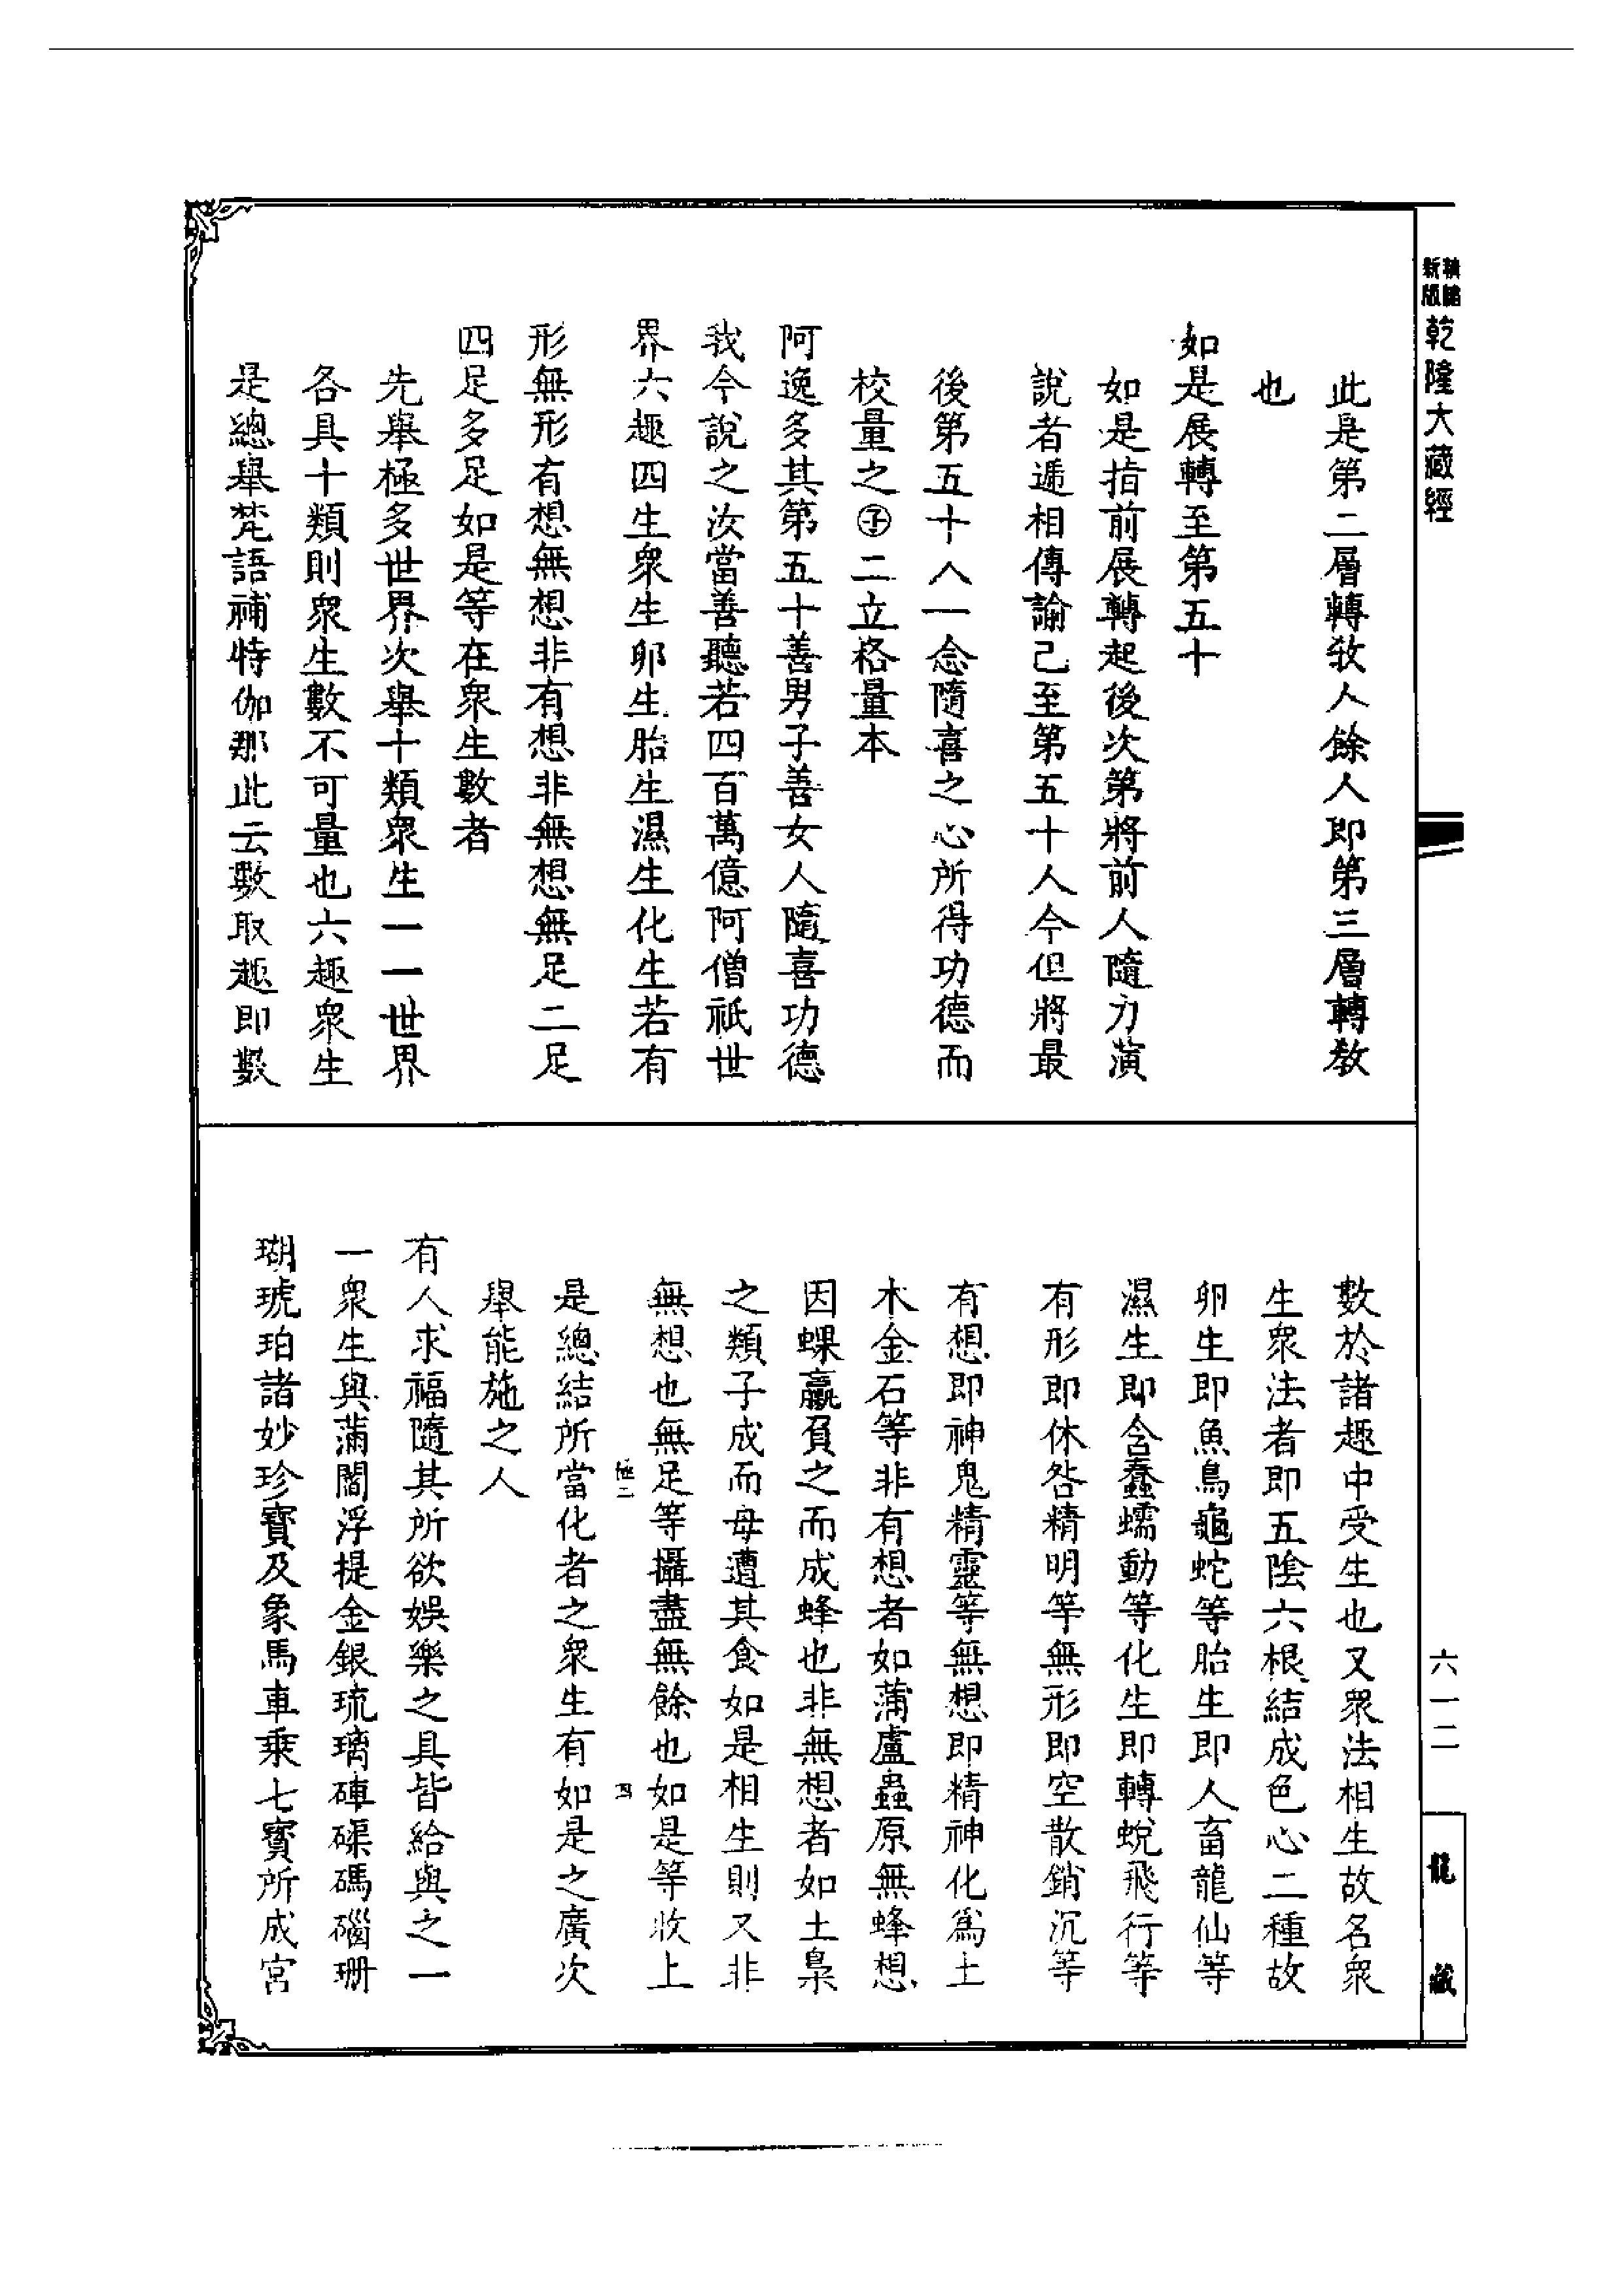 新版
乾隆大藏經
此是第二層轉教人餘人即第三層轉教
也
如是展轉至第五十
如是指前展轉起後次第將前人隨力演
說者遞相傳論已至第五十人今但將最
後第五十人一念隨喜之心所得功德而
校量之㊉二立格量本
阿逸多其第五十善男子善女人隨喜功德
我今說之汝當善聽若四百萬億阿僧祇世
界六趣四生衆生卵生胎生濕生化生若有
形無形有想無想非有想非無想無足二足
四足多足如是等在衆生數者
先舉極多世界次舉十類衆生一一世界
各具十類則衆生數不可量也六趣衆生
是總舉梵語補特伽那此云數取趣即數
數於諸趣中受生也又衆法相生故名衆
生衆法者即五陰六根結成色心二種故
卵生即魚鳥龜蛇等胎生即人畜龍仙等
濕生即含蠢蠕動等化生即轉蛻飛行等
有形即休咎精明等無形即空散銷沉等
有想即神鬼精靈等無想即精神化爲土
木金石等非有想者如蒲盧蟲原無蜂想
因蜾蠃負之而成蜂也非無想者如土梟
之類子成而母遭其食如是相生則又非
無想也無足等攝盡無餘也如是等收上
是總結所當化者之衆生有如是之廣次
舉能施之人
有人求福隨其所欲娛樂之具皆給與之一
一衆生與滿閻浮提金銀琉璃硨磲碼碯珊
瑚琥珀諸妙珍寶及象馬車乘七寶所成宮
六一二
龍藏